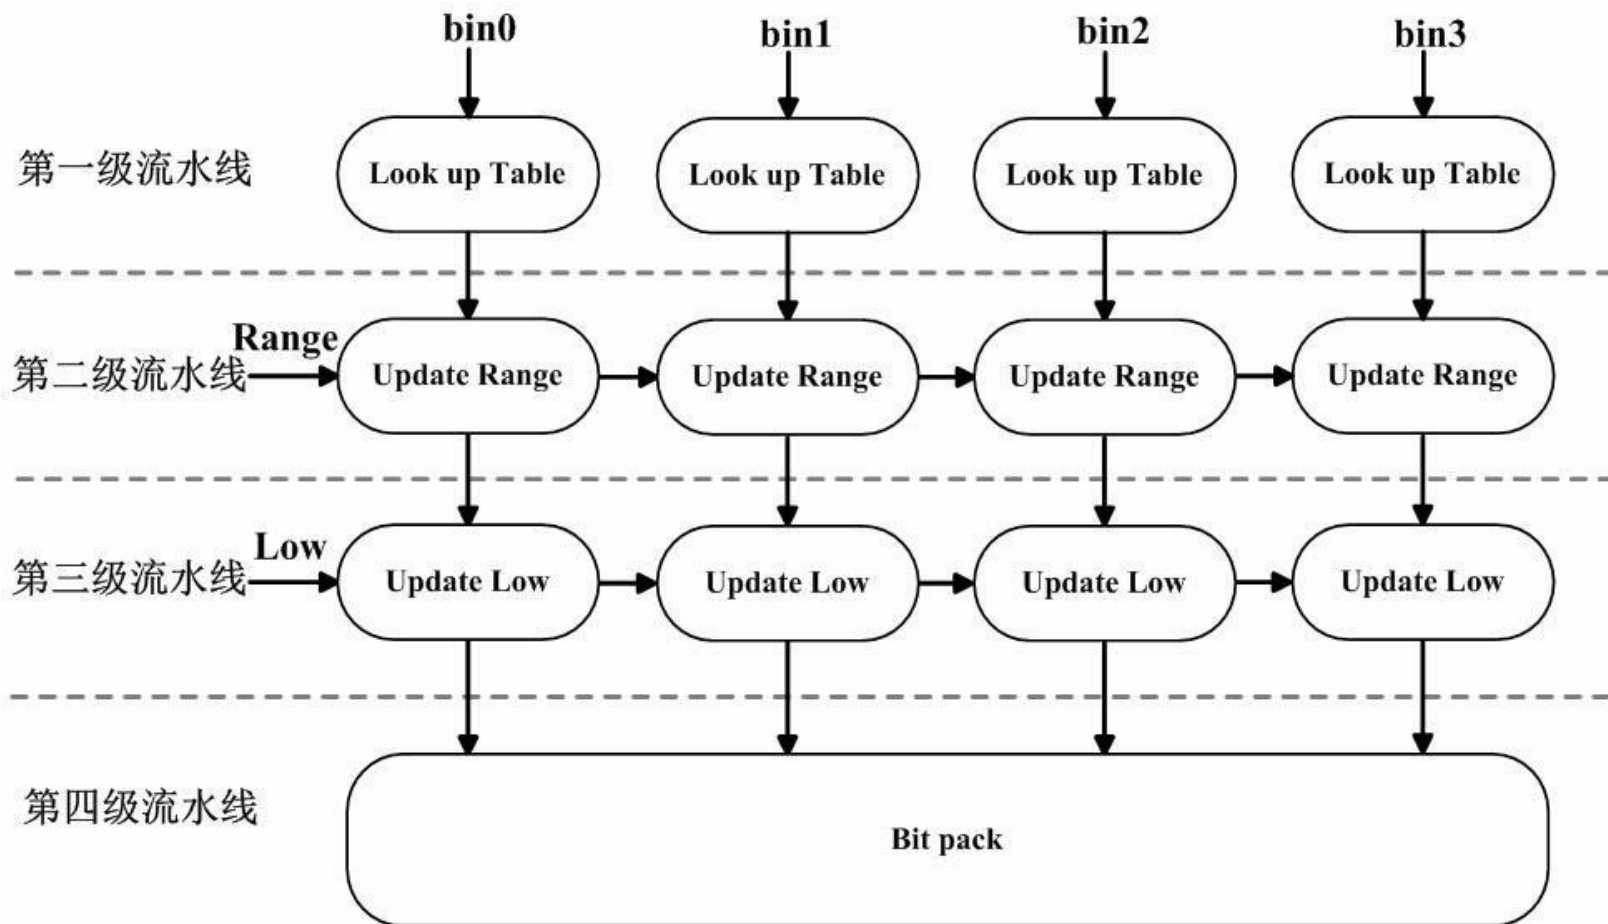 bin0 bin1 bin2 bin3
第一级流水线 Look up Table Look up Table Look up Table Look up Table
Range
第二级流水线 Update Range Update Range Update Range Update Range
Low
第三级流水线 Update Low Update Low Update Low Update Low
第四级流水线
Bit pack